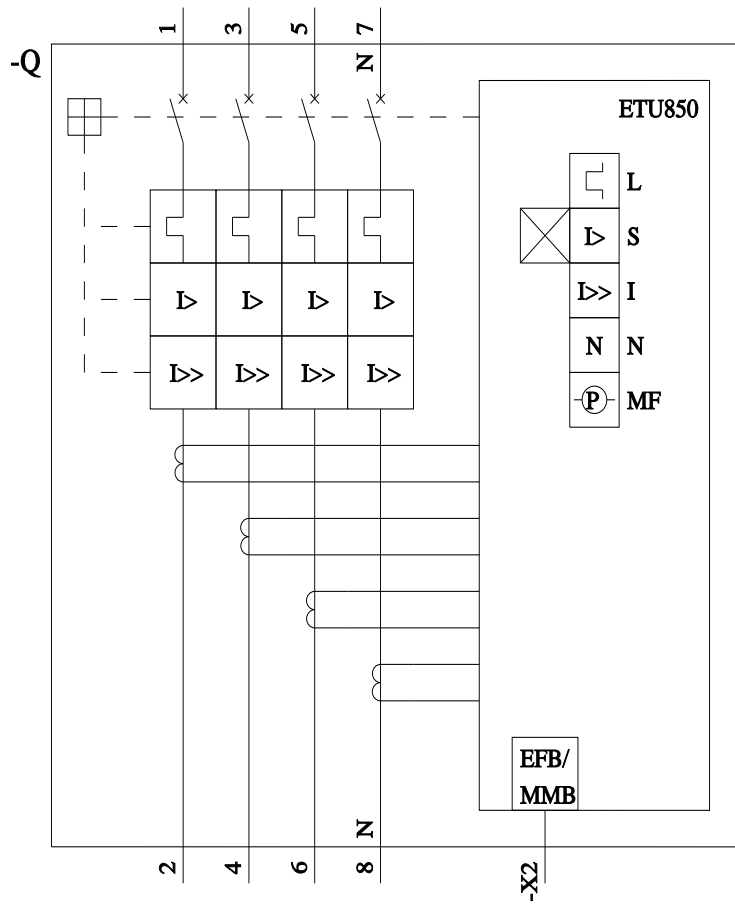 1 3 5 7
-Q
N
ETU850
L
I> S
I> I> I> I>
I>> I
N N
I>> I>> I>> I>>
P MF
EFB/
MMB
N
2 4 6 8 -X2